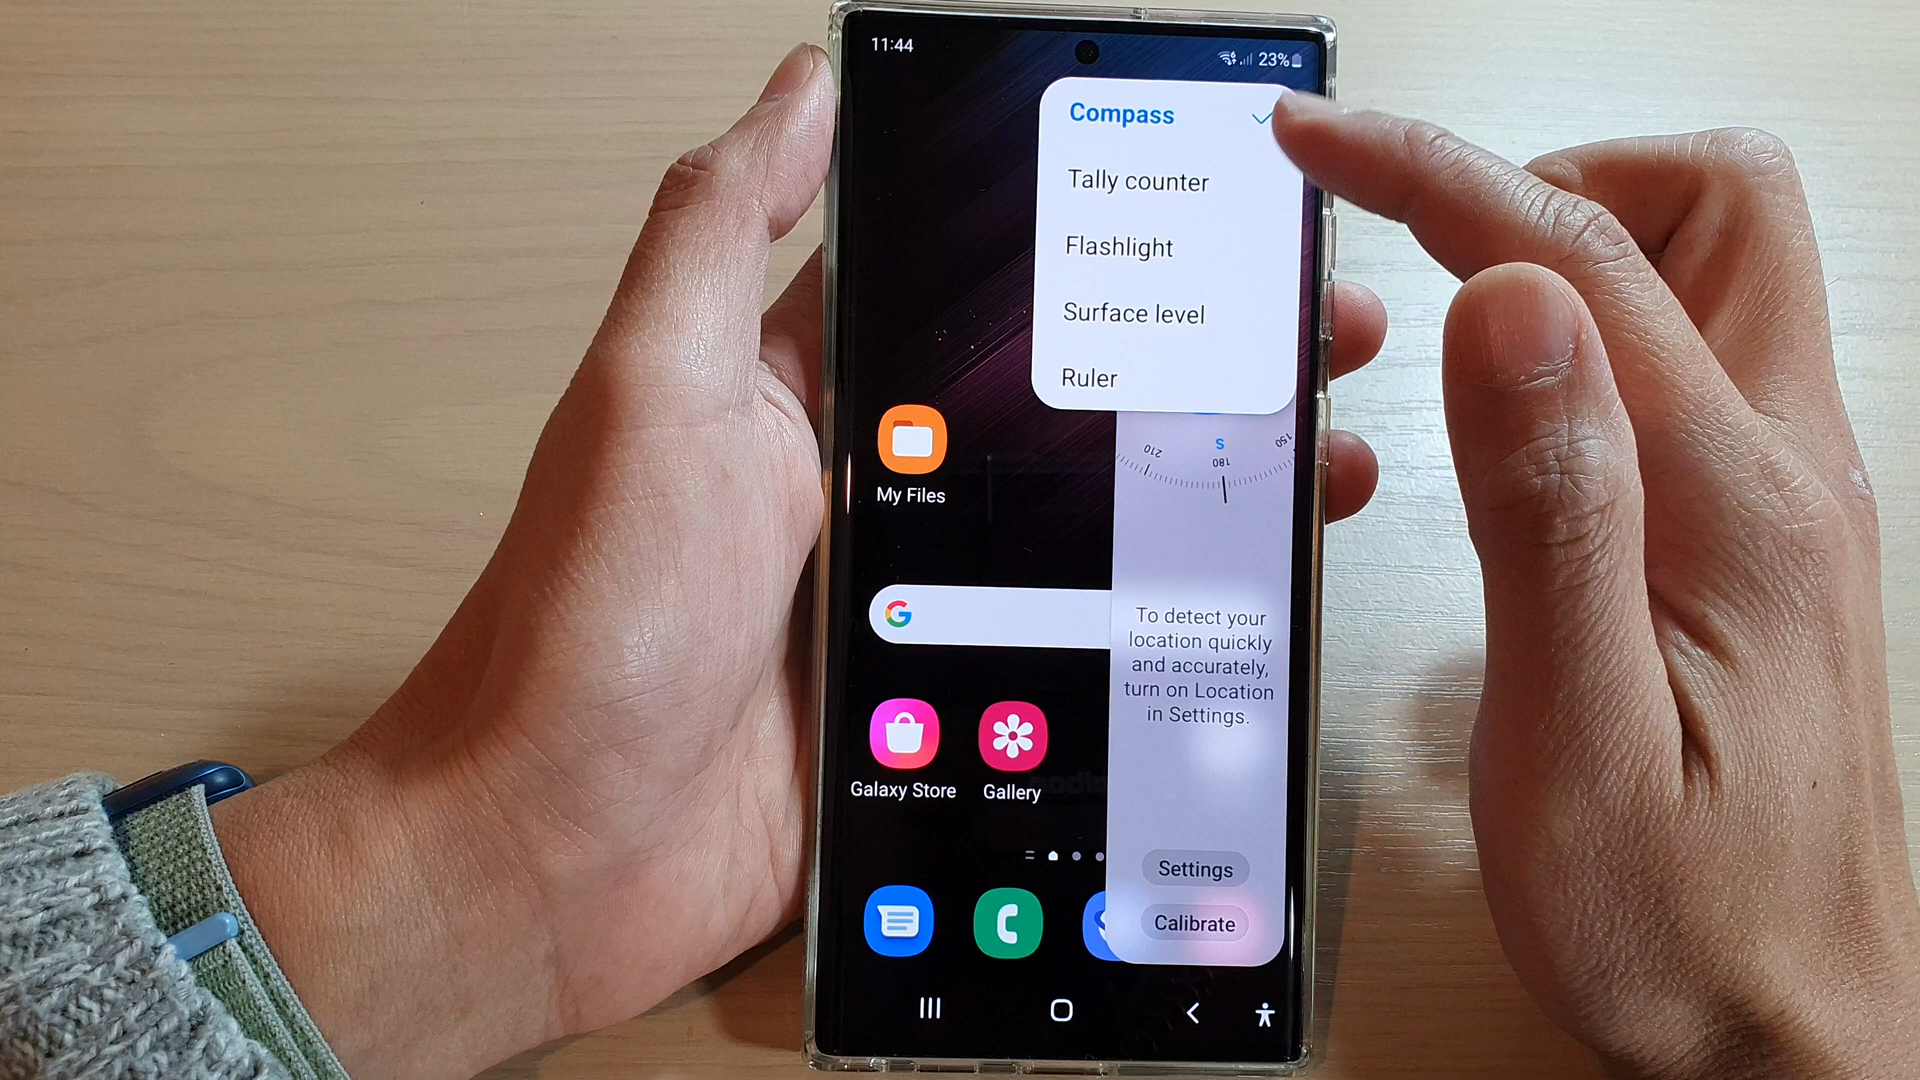 11:44
23%
Compass
Tally counter
Flashlight
Surface level
Ruler
210
S
180
150
My Files
G
To detect your
location quickly
and accurately,
turn on Location
in Settings.
Galaxy Store
Gallery
Settings
Calibrate